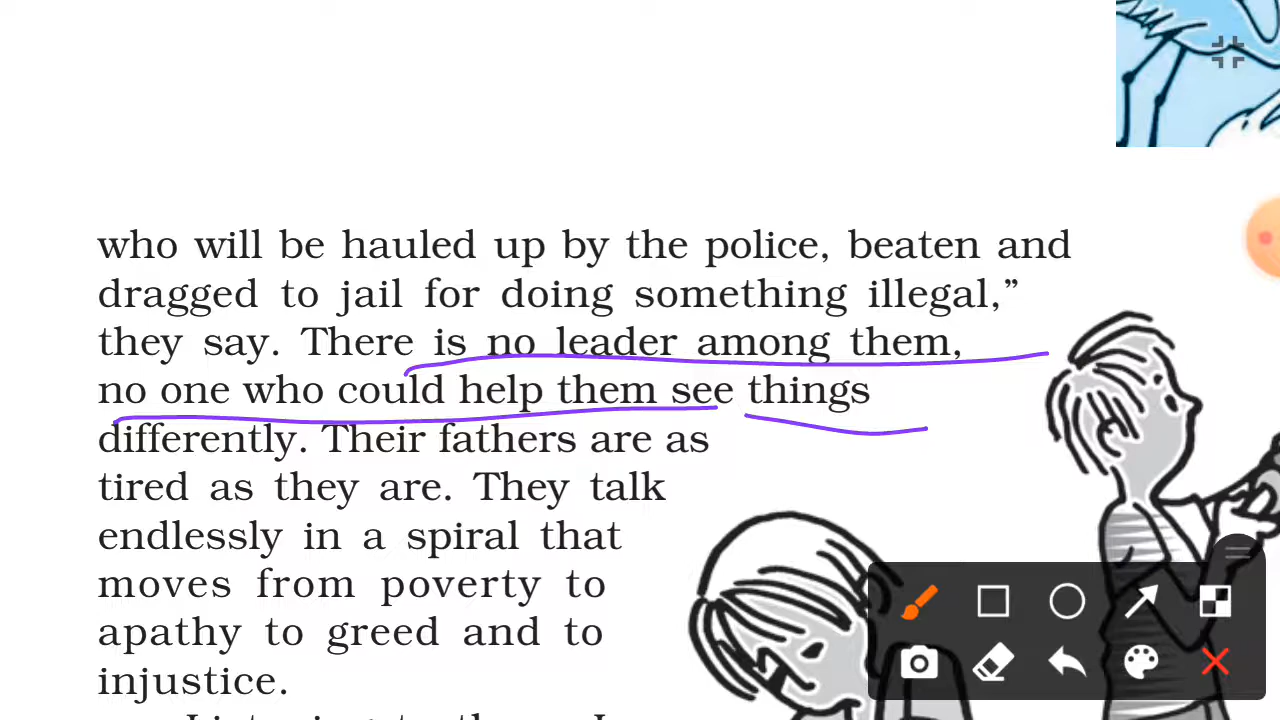 who will be hauled up by the police, beaten and
dragged to jail for doing something illegal,”
they say. There is no leader among them,
no one who could help them see things
differently. Their fathers are as
tired as they are. They talk
endlessly in a spiral that
moves from poverty to
apathy to greed and to
injustice.